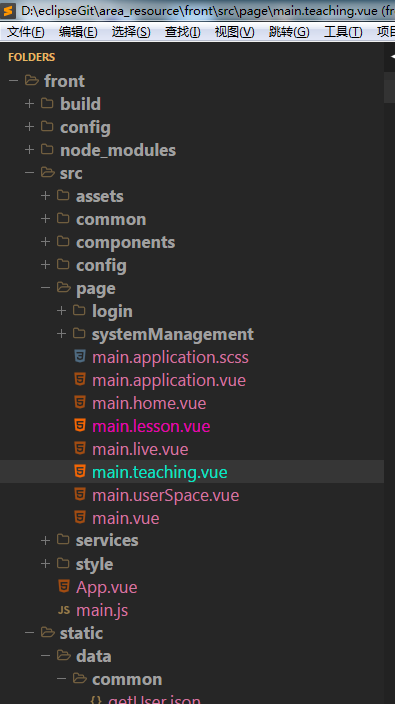 D:\eclipseGit\area_resource\front\src\page\main.teaching.vue (fr
文件(F) 编辑(E) 选择(S) 查找(I) 视图(V) 跳转(G) 工具(T) 项目
FOLDERS
front
build
config
node_modules
src
assets
common
components
config
page
login
systemManagement
main.application.scss
main.application.vue
main.home.vue
main.lesson.vue
main.live.vue
main.teaching.vue
main.userSpace.vue
main.vue
services
style
App.vue
JS main.js
static
data
common
{} getUser.json